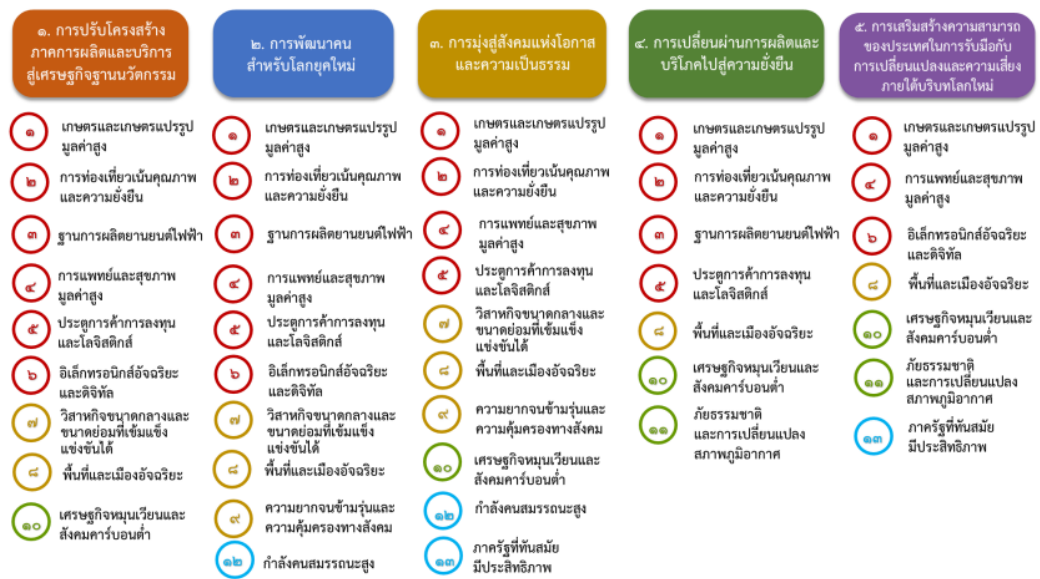 ๑. การปรับโครงสร้าง
ภาคการผลิตและบริการ
สู่เศรษฐกิจฐานนวัตกรรม
๑ เกษตรและเกษตรแปรรูป
มูลค่าสูง
๒ การท่องเที่ยวเน้นคุณภาพ
และความยั่งยืน
๓ ฐานการผลิตยานยนต์ไฟฟ้า
๔ การแพทย์และสุขภาพ
มูลค่าสูง
๕ ประตูการค้าการลงทุน
และโลจิสติกส์
๖ อิเล็กทรอนิกส์อัจฉริยะ
และดิจิทัล
๗ วิสาหกิจขนาดกลางและ
ขนาดย่อมที่เข้มแข็ง
แข่งขันได้
๘ พื้นที่และเมืองอัจฉริยะ
๑๐ เศรษฐกิจหมุนเวียนและ
สังคมคาร์บอนต่ำ
๒. การพัฒนาคน
สำหรับโลกยุคใหม่
๑ เกษตรและเกษตรแปรรูป
มูลค่าสูง
๒ การท่องเที่ยวเน้นคุณภาพ
และความยั่งยืน
๓ ฐานการผลิตยานยนต์ไฟฟ้า
๔ การแพทย์และสุขภาพ
มูลค่าสูง
๕ ประตูการค้าการลงทุน
และโลจิสติกส์
๖ อิเล็กทรอนิกส์อัจฉริยะ
และดิจิทัล
๗ วิสาหกิจขนาดกลางและ
ขนาดย่อมที่เข้มแข็ง
แข่งขันได้
๘ พื้นที่และเมืองอัจฉริยะ
๙ ความยากจนข้ามรุ่นและ
ความคุ้มครองทางสังคม
๑๒ กำลังคนสมรรถนะสูง
๓. การมุ่งสู่สังคมแห่งโอกาส
และความเป็นธรรม
๑ เกษตรและเกษตรแปรรูป
มูลค่าสูง
๒ การท่องเที่ยวเน้นคุณภาพ
และความยั่งยืน
๔ การแพทย์และสุขภาพ
มูลค่าสูง
๕ ประตูการค้าการลงทุน
และโลจิสติกส์
๗ วิสาหกิจขนาดกลางและ
ขนาดย่อมที่เข้มแข็ง
แข่งขันได้
๘ พื้นที่และเมืองอัจฉริยะ
๙ ความยากจนข้ามรุ่นและ
ความคุ้มครองทางสังคม
๑๐ เศรษฐกิจหมุนเวียนและ
สังคมคาร์บอนต่ำ
๑๒ กำลังคนสมรรถนะสูง
๑๓ ภาครัฐที่ทันสมัย
มีประสิทธิภาพ
๔. การเปลี่ยนผ่านการผลิตและ
บริโภคไปสู่ความยั่งยืน
๑ เกษตรและเกษตรแปรรูป
มูลค่าสูง
๒ การท่องเที่ยวเน้นคุณภาพ
และความยั่งยืน
๓ ฐานการผลิตยานยนต์ไฟฟ้า
๕ ประตูการค้าการลงทุน
และโลจิสติกส์
๘ พื้นที่และเมืองอัจฉริยะ
๑๐ เศรษฐกิจหมุนเวียนและ
สังคมคาร์บอนต่ำ
๑๑ ภัยธรรมชาติ
และการเปลี่ยนแปลง
สภาพภูมิอากาศ
๕. การเสริมสร้างความสามารถ
ของประเทศในการรับมือกับ
การเปลี่ยนแปลงและความเสี่ยง
ภายใต้บริบทโลกใหม่
๑ เกษตรและเกษตรแปรรูป
มูลค่าสูง
๔ การแพทย์และสุขภาพ
มูลค่าสูง
๖ อิเล็กทรอนิกส์อัจฉริยะ
และดิจิทัล
๘ พื้นที่และเมืองอัจฉริยะ
๑๐ เศรษฐกิจหมุนเวียนและ
สังคมคาร์บอนต่ำ
๑๑ ภัยธรรมชาติ
และการเปลี่ยนแปลง
สภาพภูมิอากาศ
๑๓ ภาครัฐที่ทันสมัย
มีประสิทธิภาพ